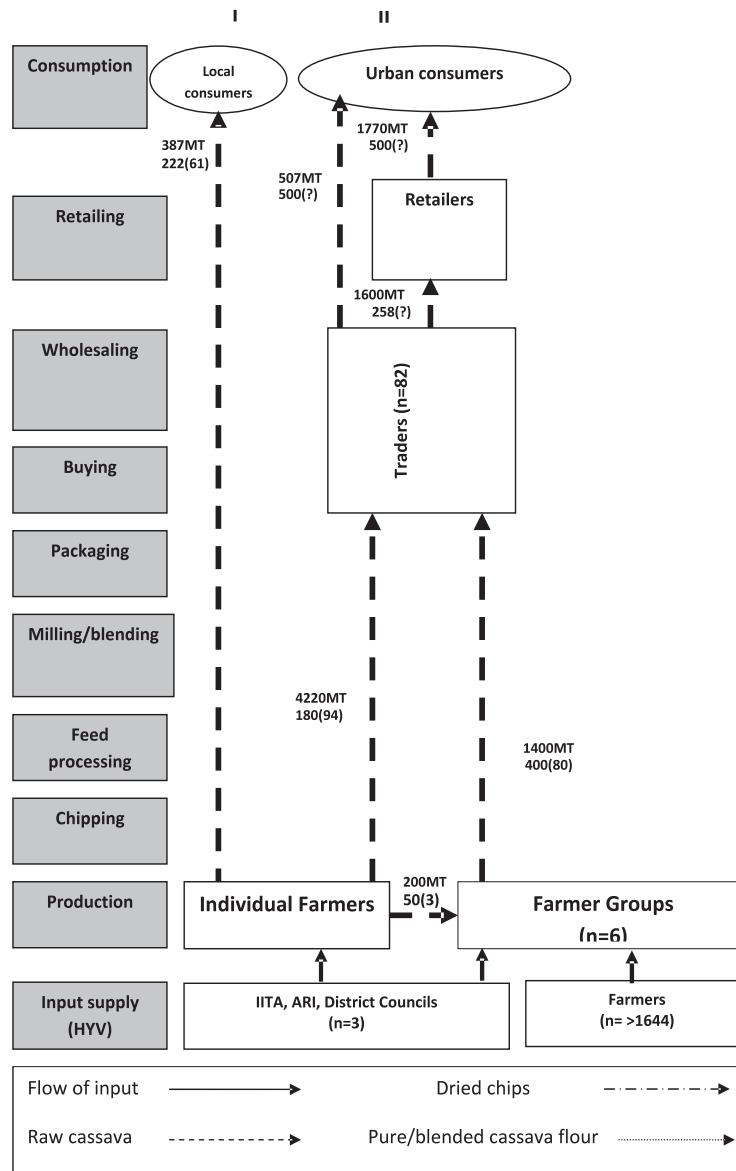 I
II
Consumption
Local
consumers
Urban consumers
387MT
222(61)
507MT
500(?)
1770MT
500(?)
Retailing
Retailers
1600MT
258(?)
Wholesaling
Traders (n=82)
Buying
Packaging
Milling/blending
4220MT
180(94)
1400MT
400(80)
Feed
processing
Chipping
Production
Individual Farmers
200MT
50(3)
Farmer Groups
(n=6)
Input supply
(HYV)
IITA, ARI, District Councils
(n=3)
Farmers
(n= >1644)
Flow of input
Dried chips
Raw cassava
Pure/blended cassava flour